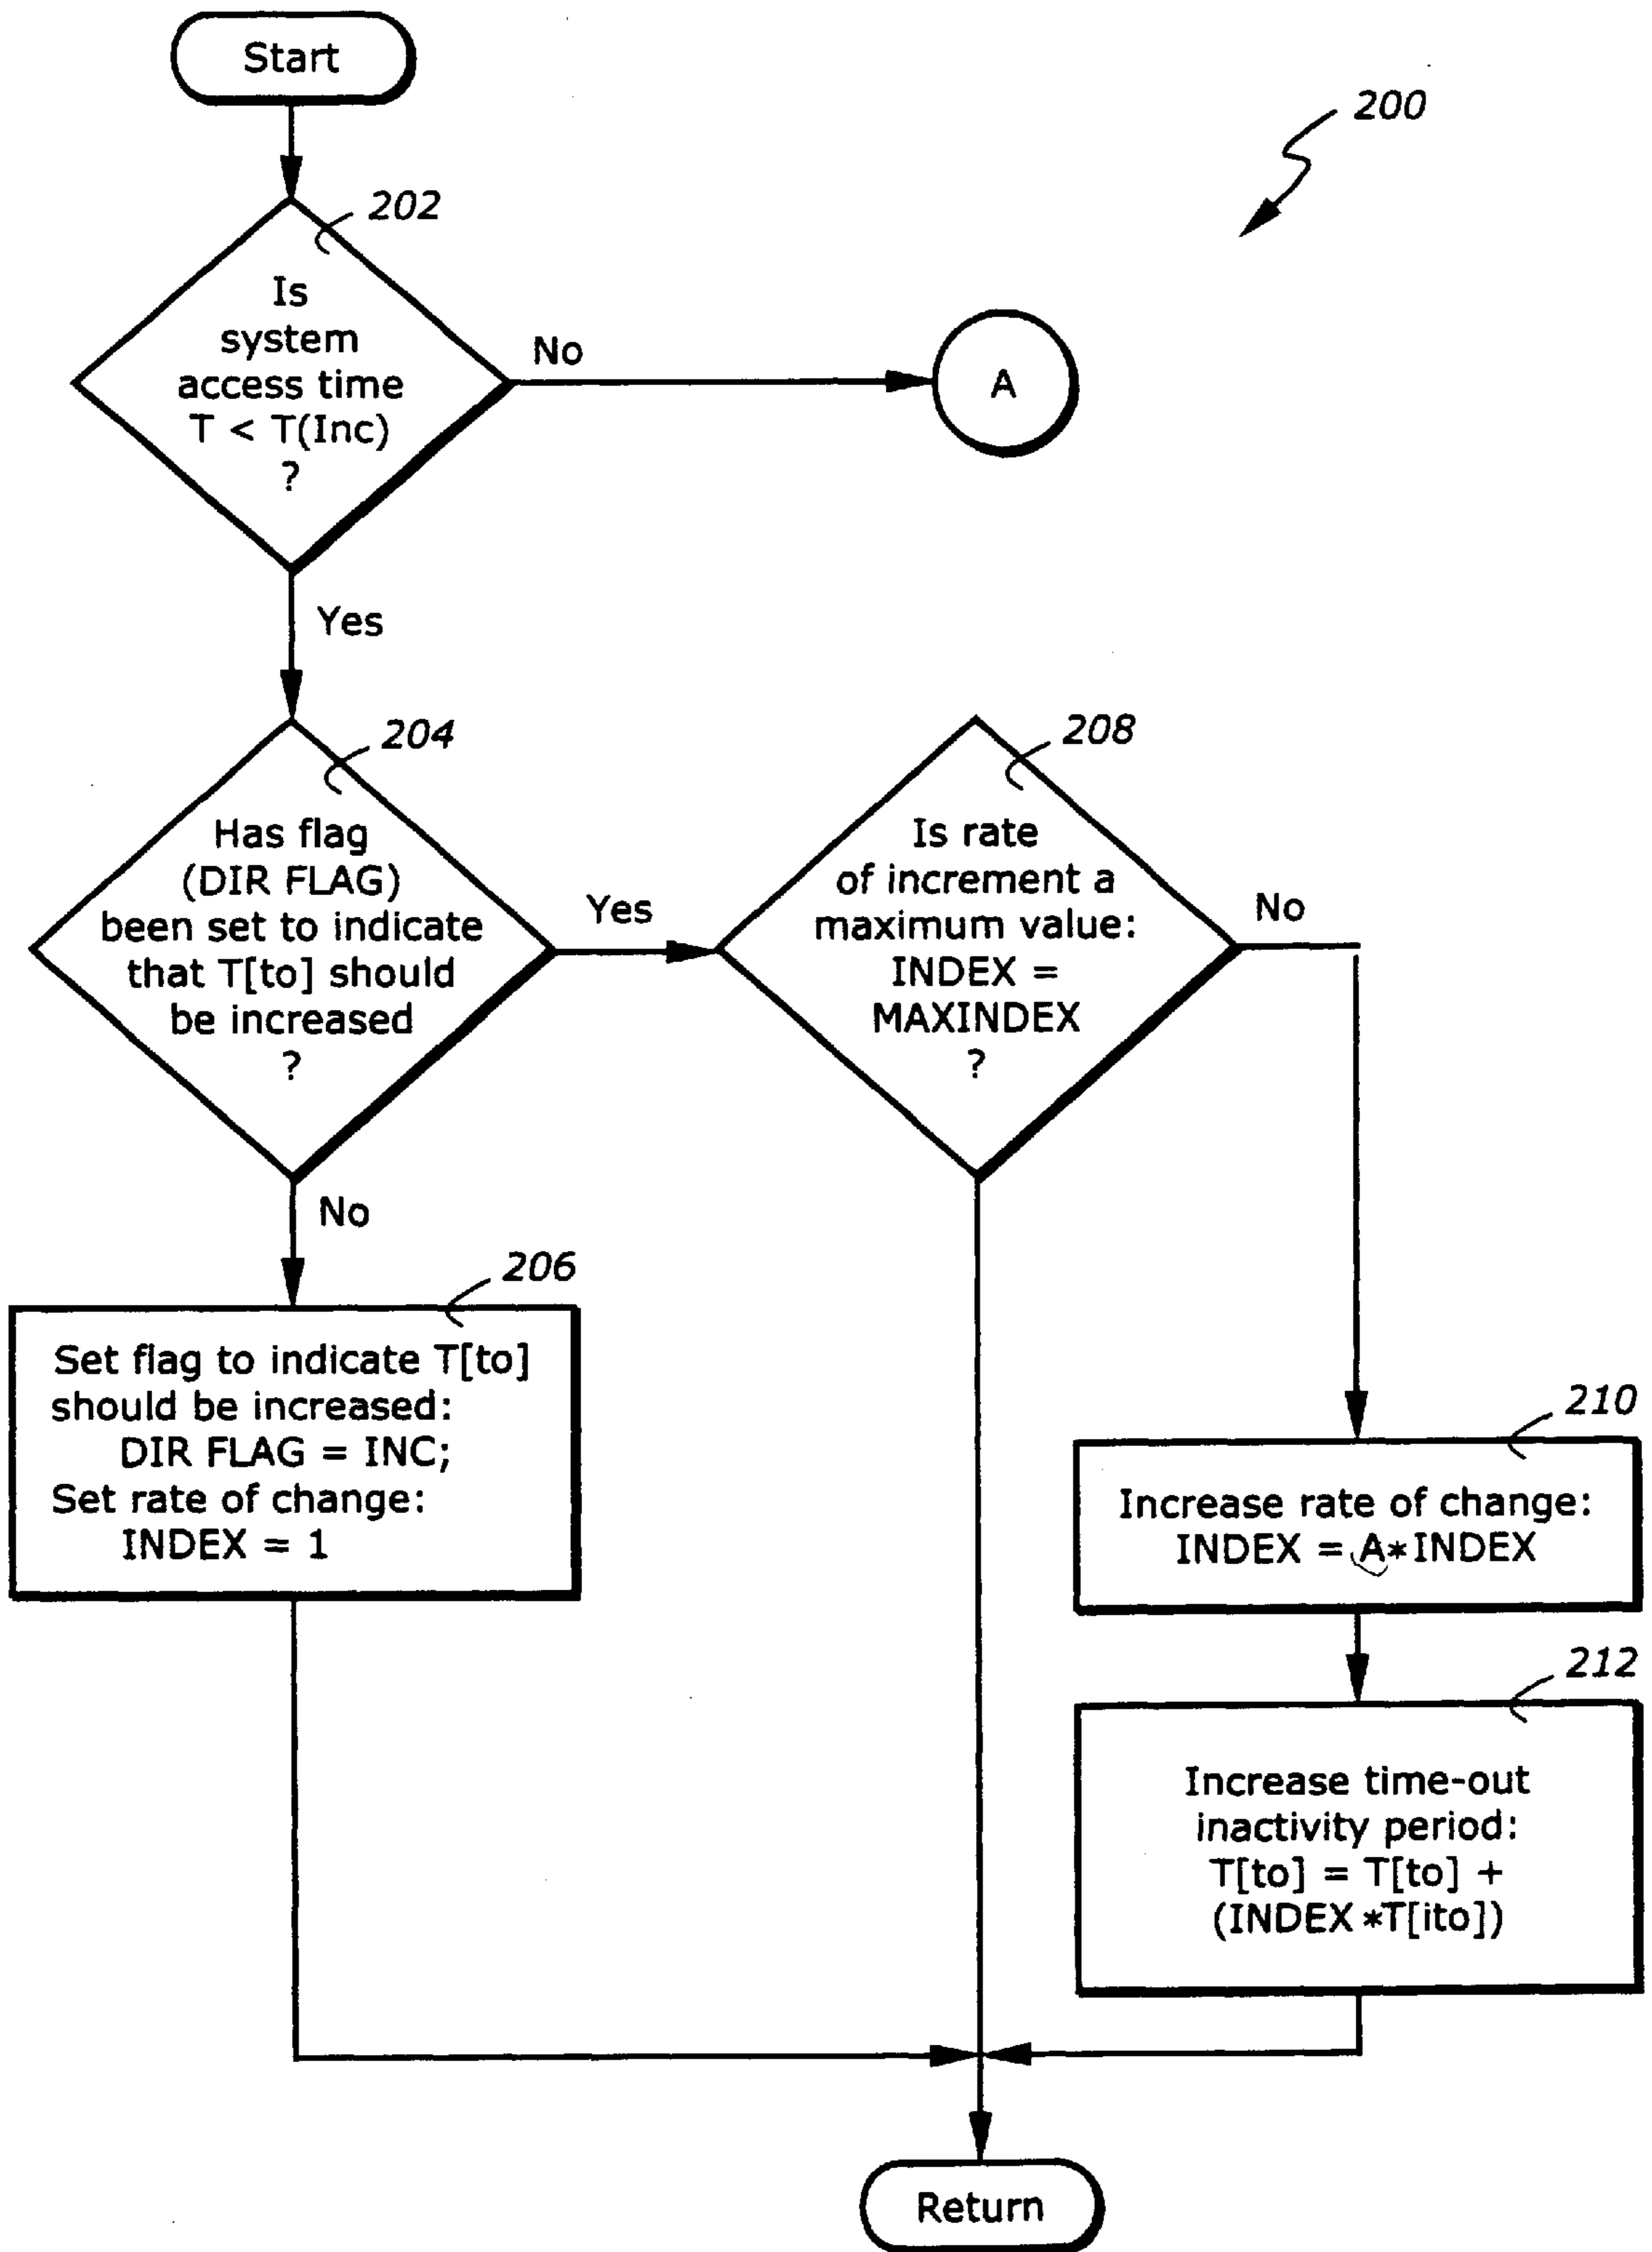 Start
200
202
Is
system
access time
T < T(Inc)
?
No
A
Yes
204
Has flag
(DIR FLAG)
been set to indicate
that T[to] should
be increased
?
Yes
208
Is rate
of increment a
maximum value:
INDEX =
MAXINDEX
?
No
No
206
Set flag to indicate T[to]
should be increased:
DIR FLAG = INC;
Set rate of change:
INDEX = 1
210
Increase rate of change:
INDEX = A*INDEX
212
Increase time-out
inactivity period:
T[to] = T[to] +
(INDEX *T[ito])
Return